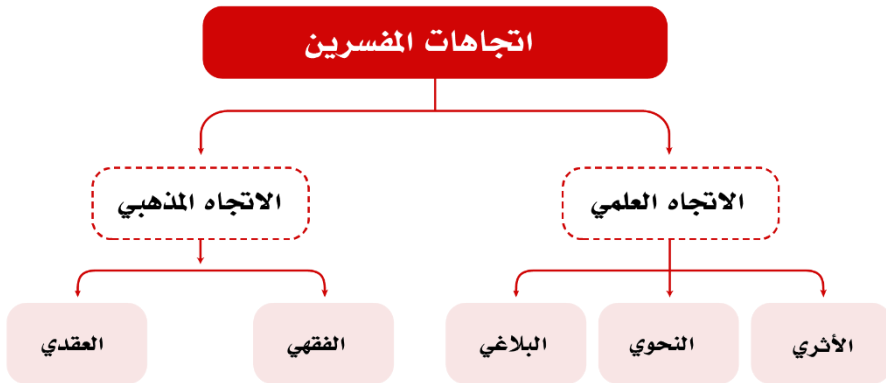 اتجاهات المفسرين
الاتجاه العلمي
الاتجاه المذهبي
الأثري
النحوي
البلاغي
الفقهي
العقدي